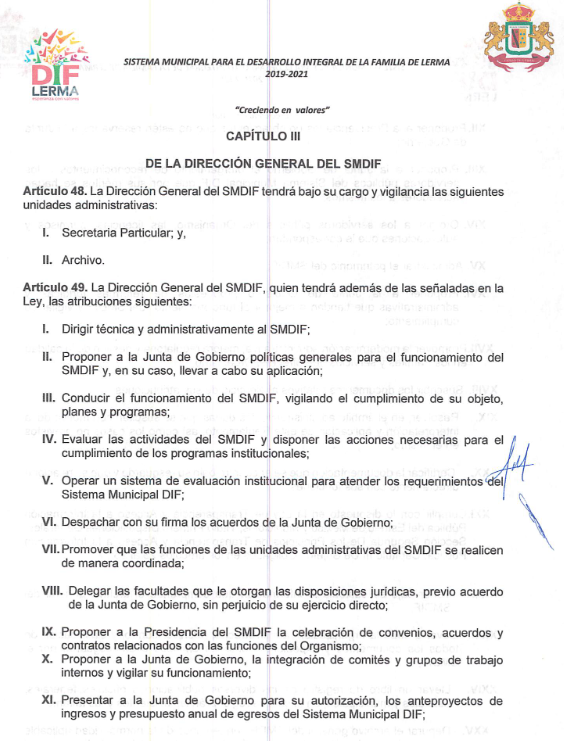 DIF
LERMA
SISTEMA MUNICIPAL PARA EL DESARROLLO INTEGRAL DE LA FAMILIA DE LERMA
2019-2021
"Creciendo en valores"
CAPÍTULO III
DE LA DIRECCIÓN GENERAL DEL SMDIF
Artículo 48. La Dirección General del SMDIF tendrá bajo su cargo y vigilancia las siguientes
unidades administrativas:
I. Secretaria Particular; y,
II. Archivo.
Artículo 49. La Dirección General del SMDIF, quien tendrá además de las señaladas en la
Ley, las atribuciones siguientes:
I. Dirigir técnica y administrativamente al SMDIF;
II. Proponer a la Junta de Gobierno políticas generales para el funcionamiento del
SMDIF y, en su caso, llevar a cabo su aplicación;
III. Conducir el funcionamiento del SMDIF, vigilando el cumplimiento de su objeto,
planes y programas;
IV. Evaluar las actividades del SMDIF y disponer las acciones necesarias para el
cumplimiento de los programas institucionales;
V. Operar un sistema de evaluación institucional para atender los requerimientos del
Sistema Municipal DIF;
VI. Despachar con su firma los acuerdos de la Junta de Gobierno;
VII. Promover que las funciones de las unidades administrativas del SMDIF se realicen
de manera coordinada;
VIII. Delegar las facultades que le otorgan las disposiciones jurídicas, previo acuerdo
de la Junta de Gobierno, sin perjuicio de su ejercicio directo;
IX. Proponer a la Presidencia del SMDIF la celebración de convenios, acuerdos y
contratos relacionados con las funciones del Organismo;
X. Proponer a la Junta de Gobierno, la integración de comités y grupos de trabajo
internos y vigilar su funcionamiento;
XI. Presentar a la Junta de Gobierno para su autorización, los anteproyectos de
ingresos y presupuesto anual de egresos del Sistema Municipal DIF;